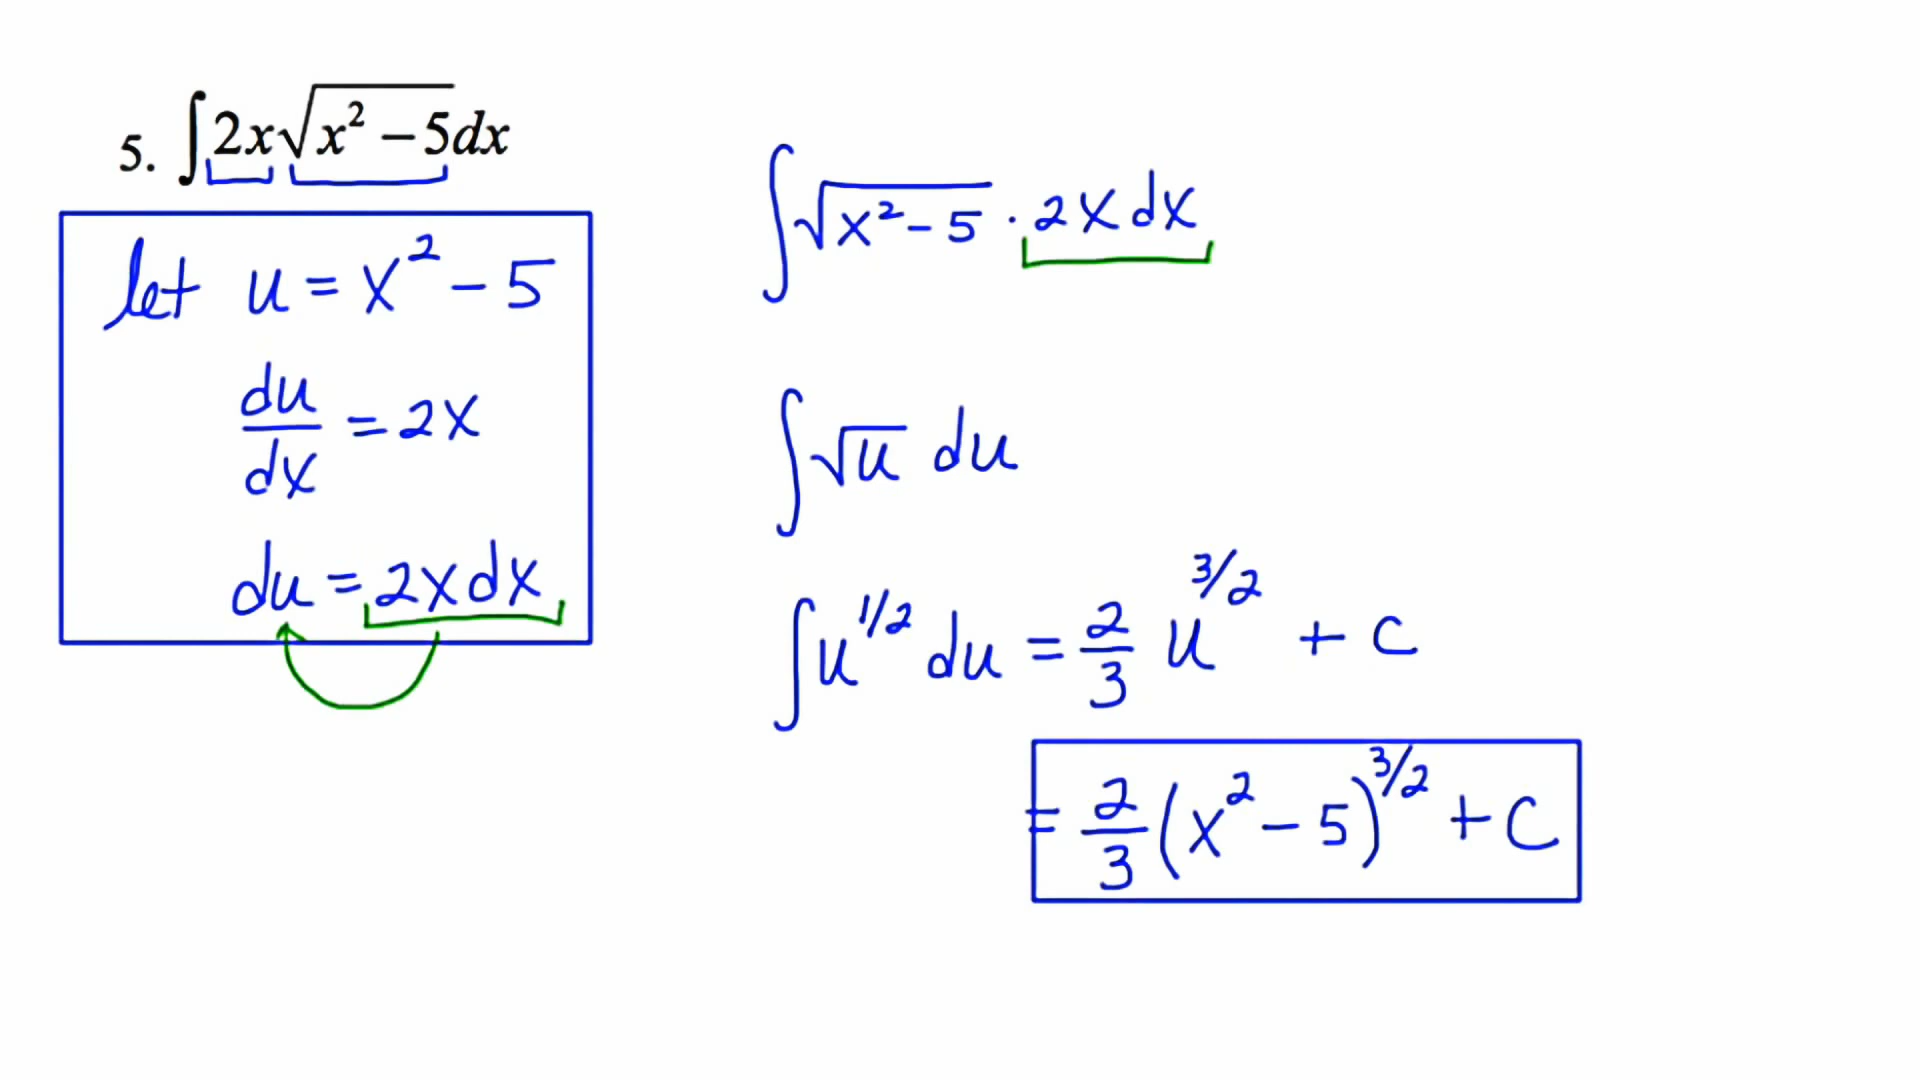 5. ∫2x√(x² − 5)dx
let u = x² − 5
du/dx = 2x
du = 2x dx
∫√(x² − 5) · 2x dx
∫√u du
∫u^(1/2) du = 2/3 u^(3/2) + C
= 2/3 (x² − 5)^(3/2) + C